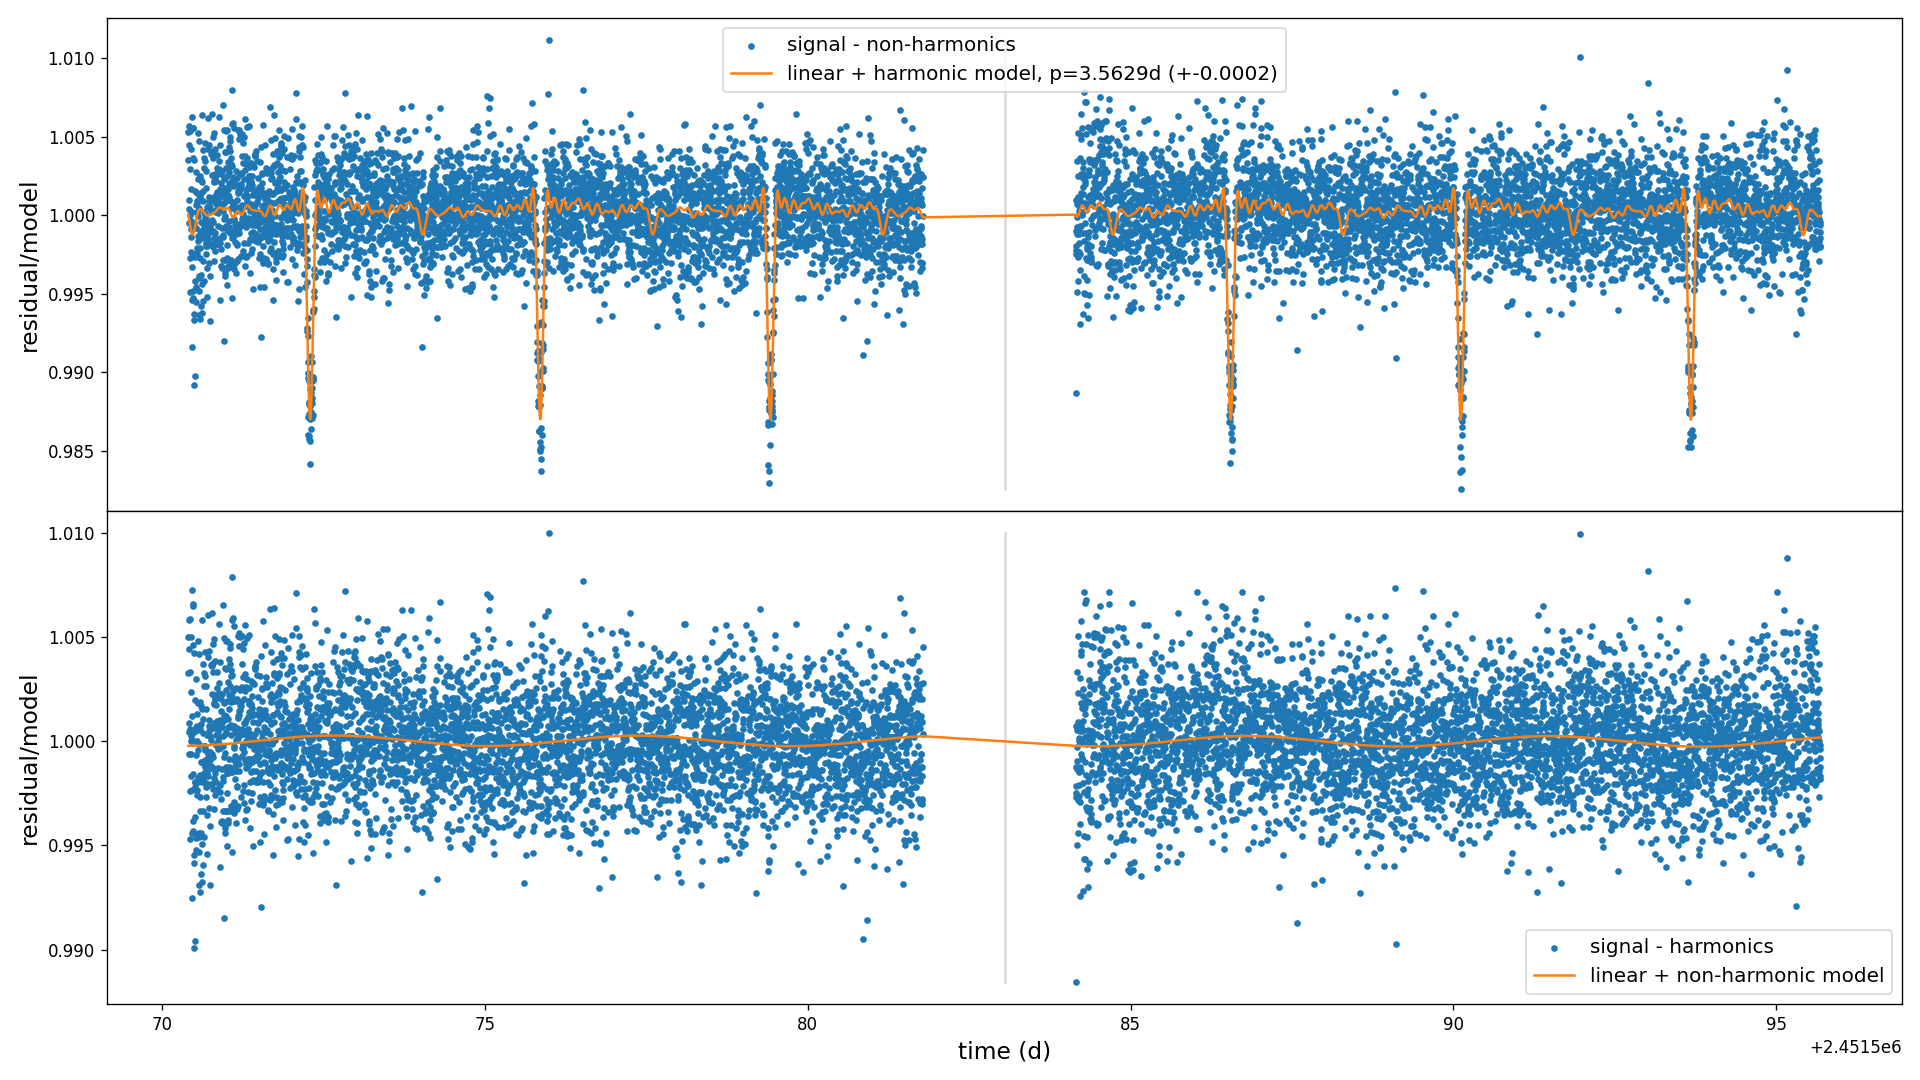 signal - non-harmonics
linear + harmonic model, p=3.5629d (+-0.0002)
residual/model
1.010
1.005
1.000
0.995
0.990
0.985
residual/model
1.010
1.005
1.000
0.995
0.990
signal - harmonics
linear + non-harmonic model
70
75
80
85
90
95
time (d)
+2.4515e6